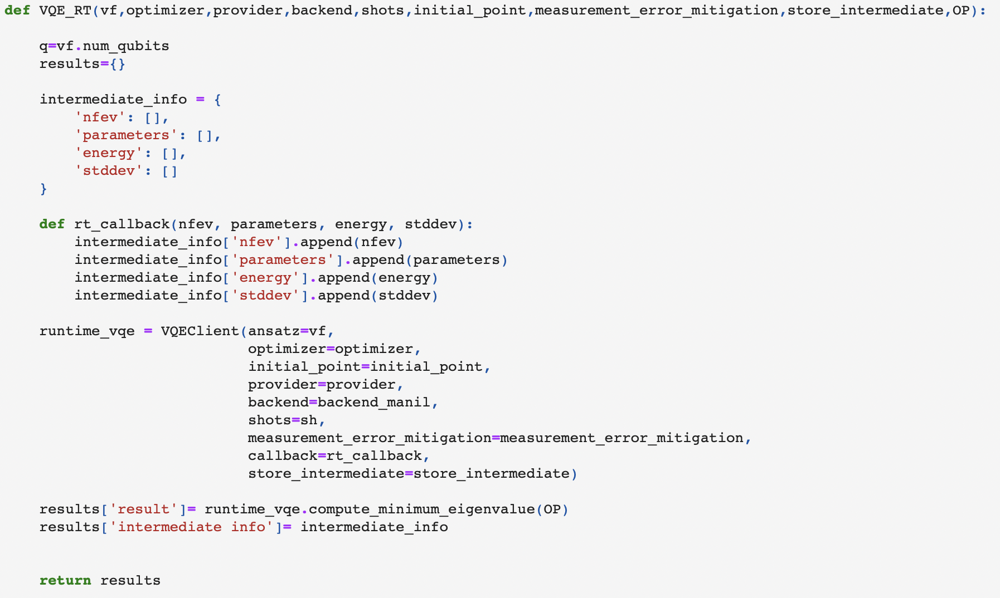 def VQE_RT(vf,optimizer,provider,backend,shots,initial_point,measurement_error_mitigation,store_intermediate,OP):
    q=vf.num_qubits
    results={}
    intermediate_info = {
        'nfev': [],
        'parameters': [],
        'energy': [],
        'stddev': []
    }
    def rt_callback(nfev, parameters, energy, stddev):
        intermediate_info['nfev'].append(nfev)
        intermediate_info['parameters'].append(parameters)
        intermediate_info['energy'].append(energy)
        intermediate_info['stddev'].append(stddev)
    runtime_vqe = VQEClient(ansatz=vf,
                            optimizer=optimizer,
                            initial_point=initial_point,
                            provider=provider,
                            backend=backend_manil,
                            shots=sh,
                            measurement_error_mitigation=measurement_error_mitigation,
                            callback=rt_callback,
                            store_intermediate=store_intermediate)
    results['result']= runtime_vqe.compute_minimum_eigenvalue(OP)
    results['intermediate info']= intermediate_info
    return results